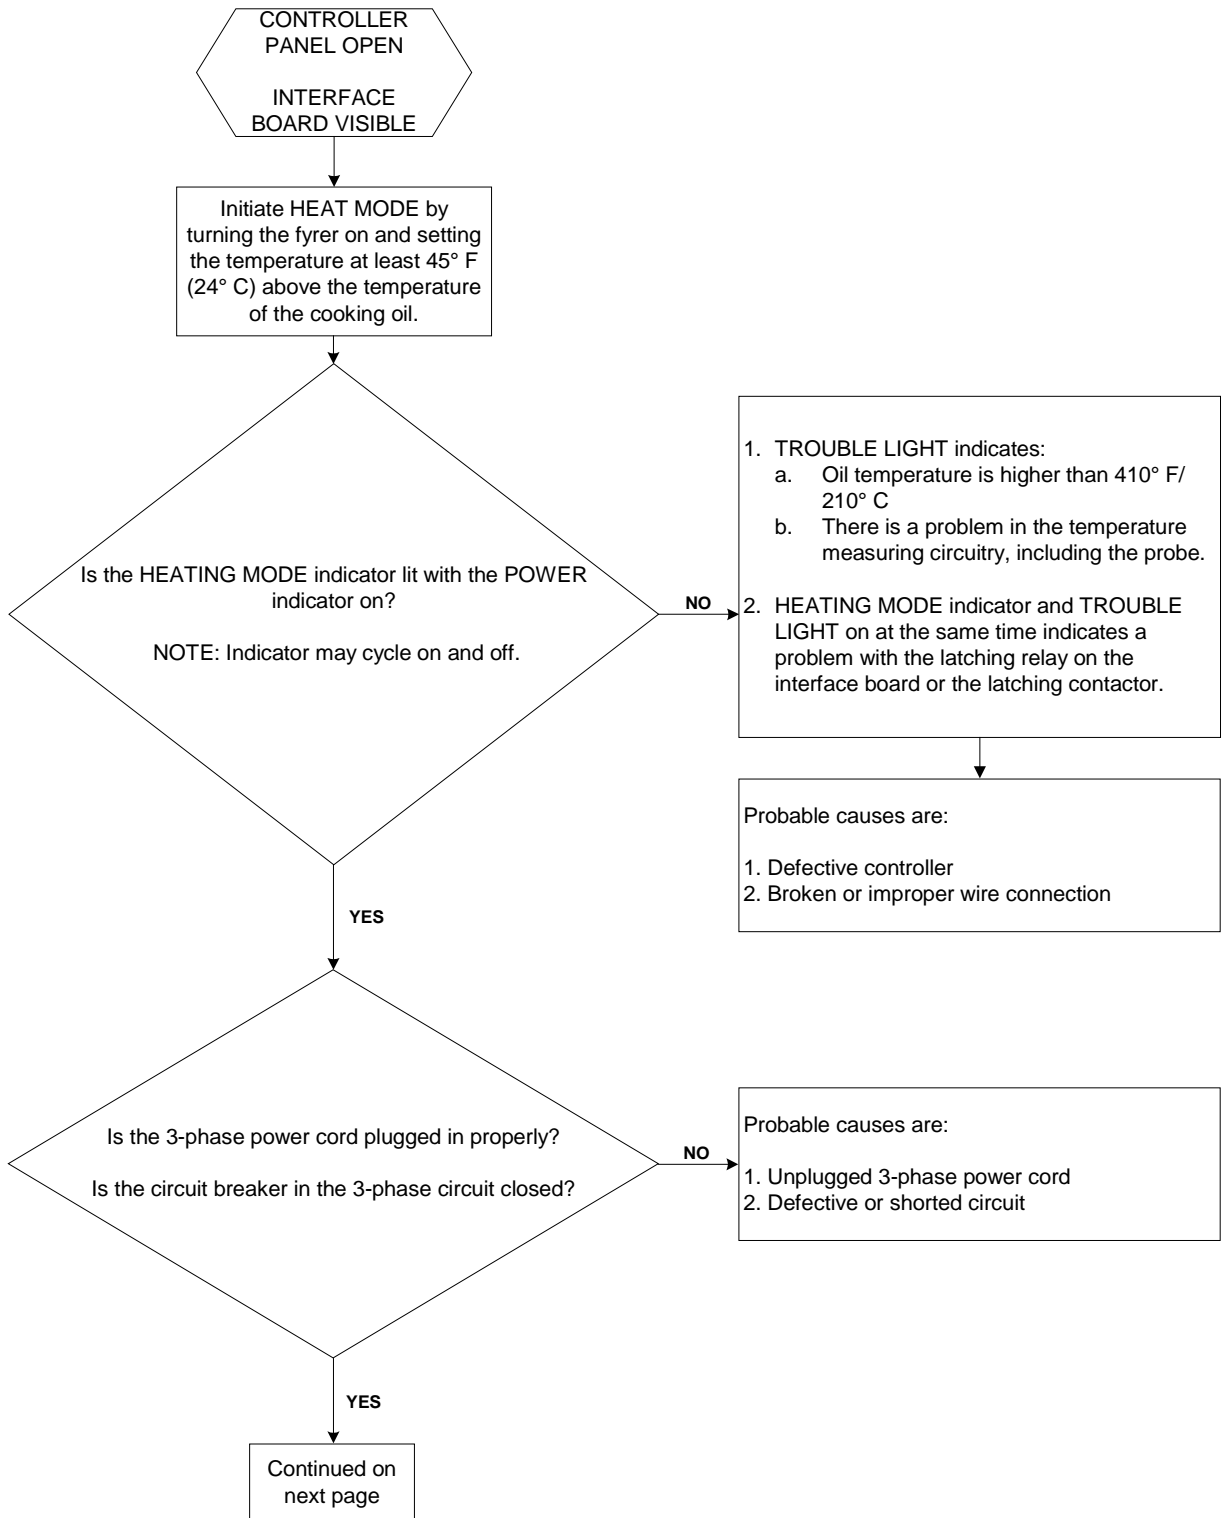 CONTROLLER
PANEL OPEN
INTERFACE
BOARD VISIBLE
Initiate HEAT MODE by
turning the fyrer on and setting
the temperature at least 45° F
(24° C) above the temperature
of the cooking oil.
Is the HEATING MODE indicator lit with the POWER
indicator on?
NOTE: Indicator may cycle on and off.
NO
1. TROUBLE LIGHT indicates:
a. Oil temperature is higher than 410° F/
210° C
b. There is a problem in the temperature
measuring circuitry, including the probe.
2. HEATING MODE indicator and TROUBLE
LIGHT on at the same time indicates a
problem with the latching relay on the
interface board or the latching contactor.
Probable causes are:
1. Defective controller
2. Broken or improper wire connection
YES
Is the 3-phase power cord plugged in properly?
Is the circuit breaker in the 3-phase circuit closed?
NO
Probable causes are:
1. Unplugged 3-phase power cord
2. Defective or shorted circuit
YES
Continued on
next page